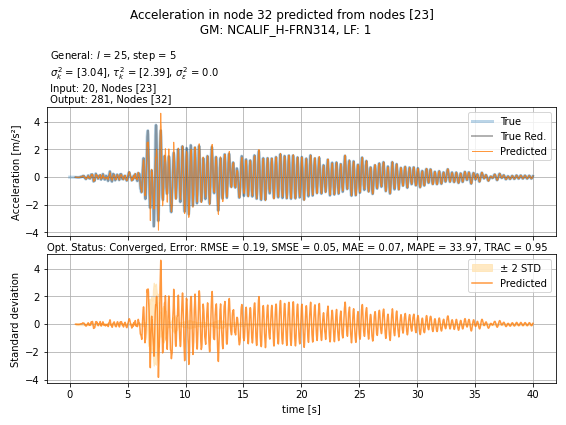 Acceleration in node 32 predicted from nodes [23]
GM: NCALIF_H-FRN314, LF: 1
General: l = 25, step = 5
σ²ₖ = [3.04], τ²ₖ = [2.39], σ²ε = 0.0
Input: 20, Nodes [23]
Output: 281, Nodes [32]
Acceleration [m/s²]
4
2
0
−2
−4
True
True Red.
Predicted
Opt. Status: Converged, Error: RMSE = 0.19, SMSE = 0.05, MAE = 0.07, MAPE = 33.97, TRAC = 0.95
Standard deviation
4
2
0
−2
−4
± 2 STD
Predicted
0 5 10 15 20 25 30 35 40
time [s]